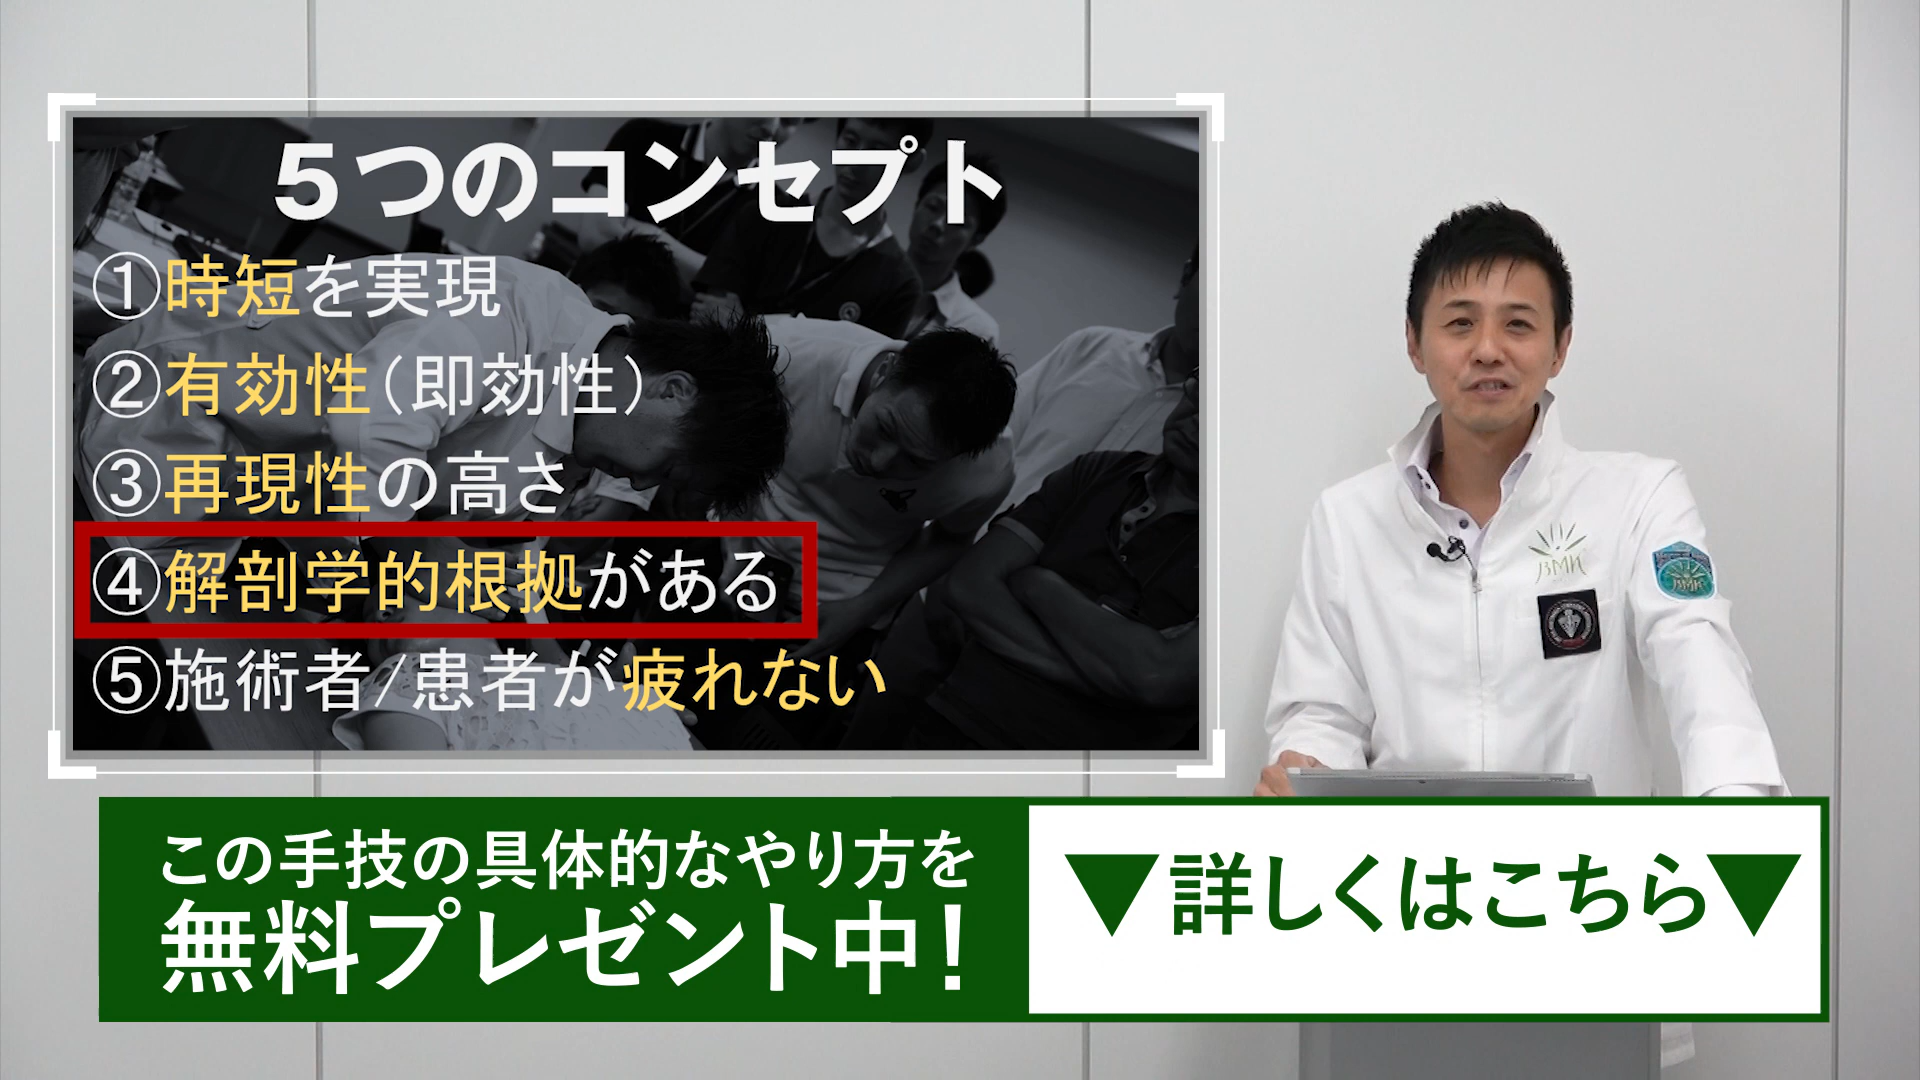 ５つのコンセプト
①時短を実現
②有効性（即効性）
③再現性の高さ
④解剖学的根拠がある
⑤施術者/患者が疲れない
この手技の具体的なやり方を
無料プレゼント中！
▼詳しくはこちら▼
BMK
BMK